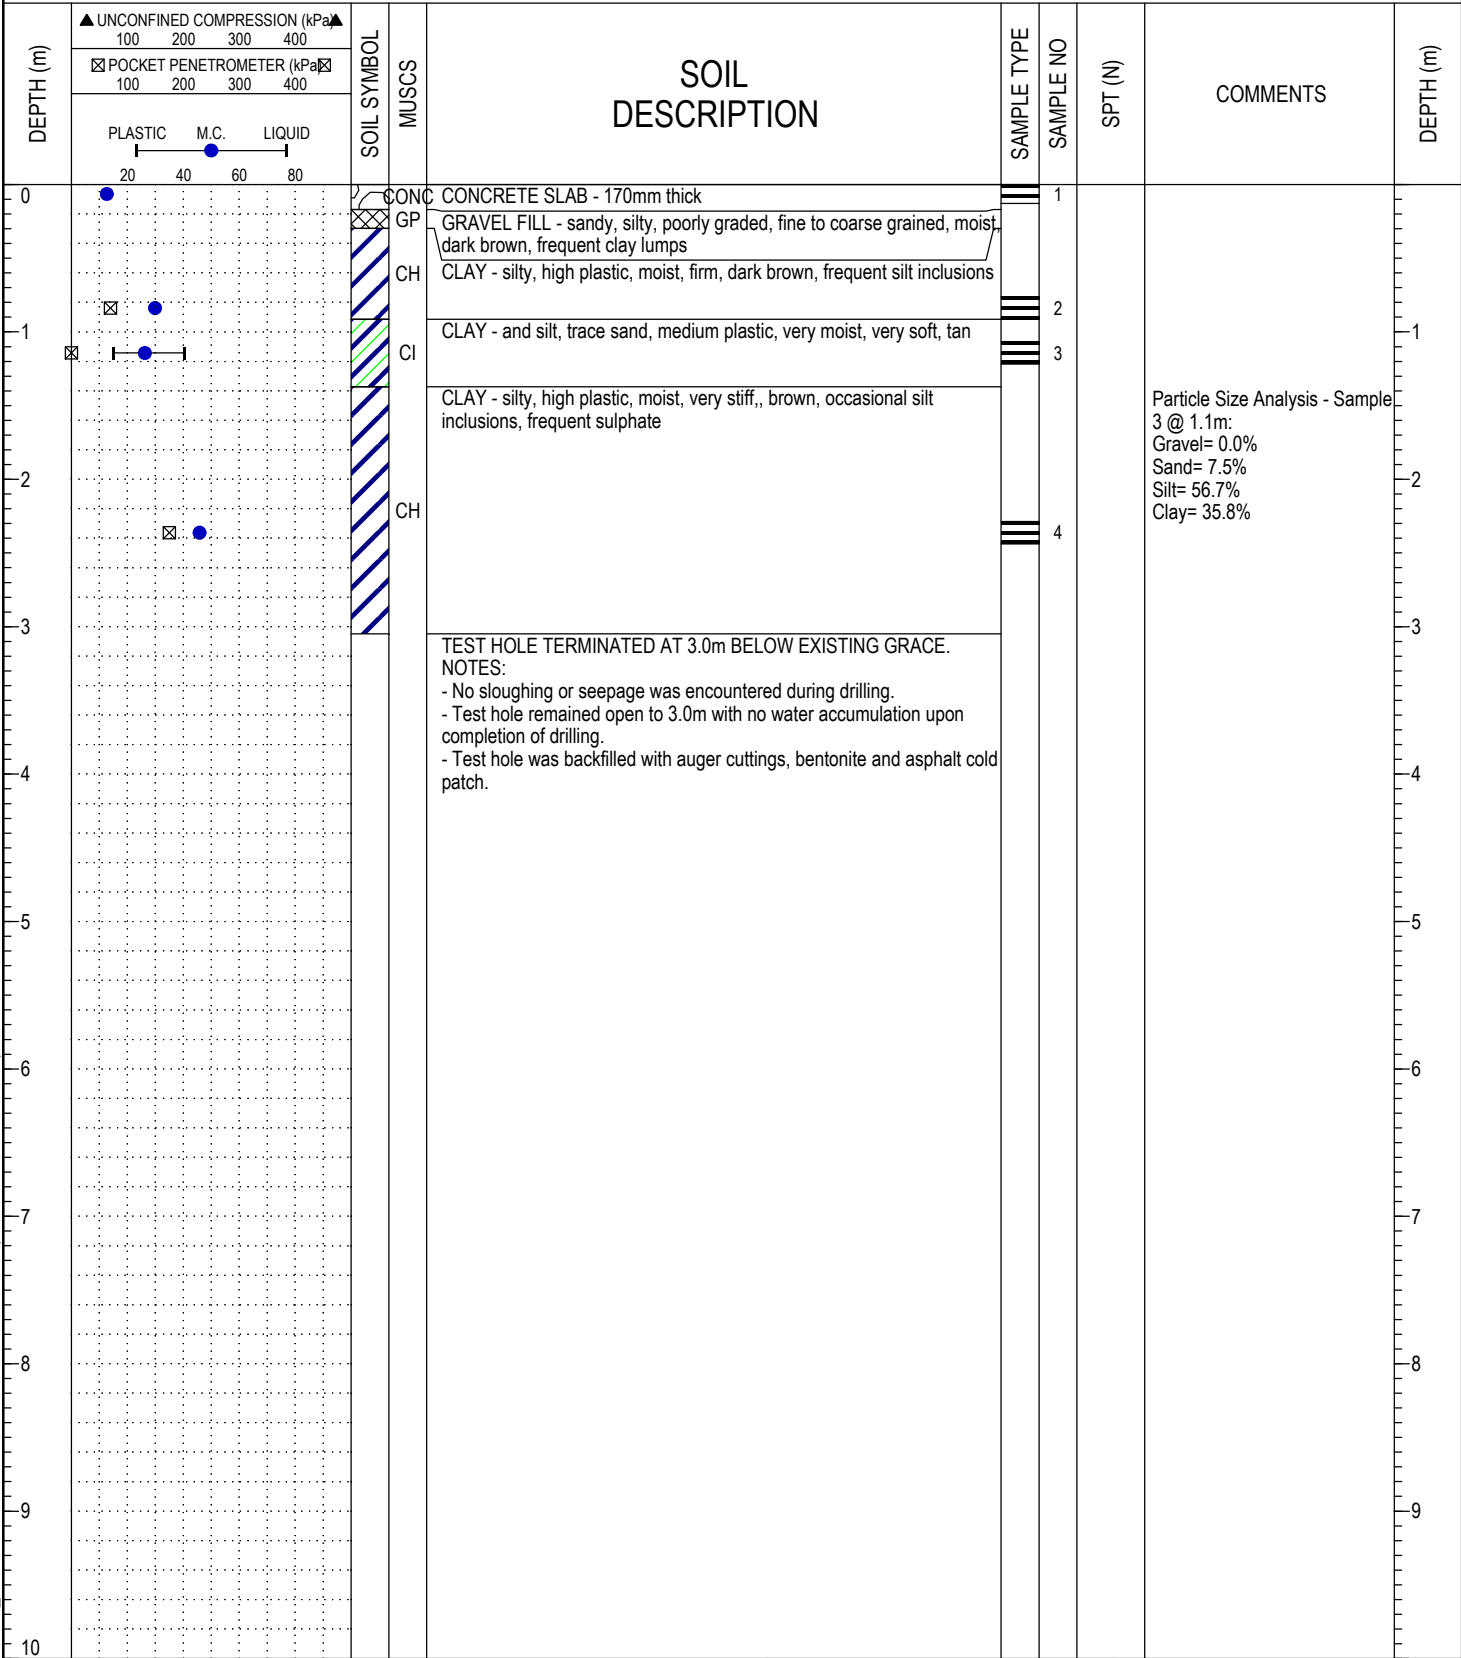 DEPTH (m)
▲ UNCONFINED COMPRESSION (kPa)▲
100 200 300 400
☒ POCKET PENETROMETER (kPa)☒
100 200 300 400
PLASTIC M.C. LIQUID
20 40 60 80
SOIL SYMBOL
MUSCS
SOIL
DESCRIPTION
SAMPLE TYPE
SAMPLE NO
SPT (N)
COMMENTS
DEPTH (m)
0
CONC CONCRETE SLAB - 170mm thick
1
GP GRAVEL FILL - sandy, silty, poorly graded, fine to coarse grained, moist,
dark brown, frequent clay lumps
CH CLAY - silty, high plastic, moist, firm, dark brown, frequent silt inclusions
2
1 CLAY - and silt, trace sand, medium plastic, very moist, very soft, tan 1
CI 3
CLAY - silty, high plastic, moist, very stiff,, brown, occasional silt
inclusions, frequent sulphate
Particle Size Analysis - Sample
3 @ 1.1m:
Gravel= 0.0%
Sand= 7.5%
2 Silt= 56.7% 2
CH Clay= 35.8%
4
3 3
TEST HOLE TERMINATED AT 3.0m BELOW EXISTING GRACE.
NOTES:
- No sloughing or seepage was encountered during drilling.
- Test hole remained open to 3.0m with no water accumulation upon
completion of drilling.
- Test hole was backfilled with auger cuttings, bentonite and asphalt cold
patch.
4 4
5 5
6 6
7 7
8 8
9 9
10